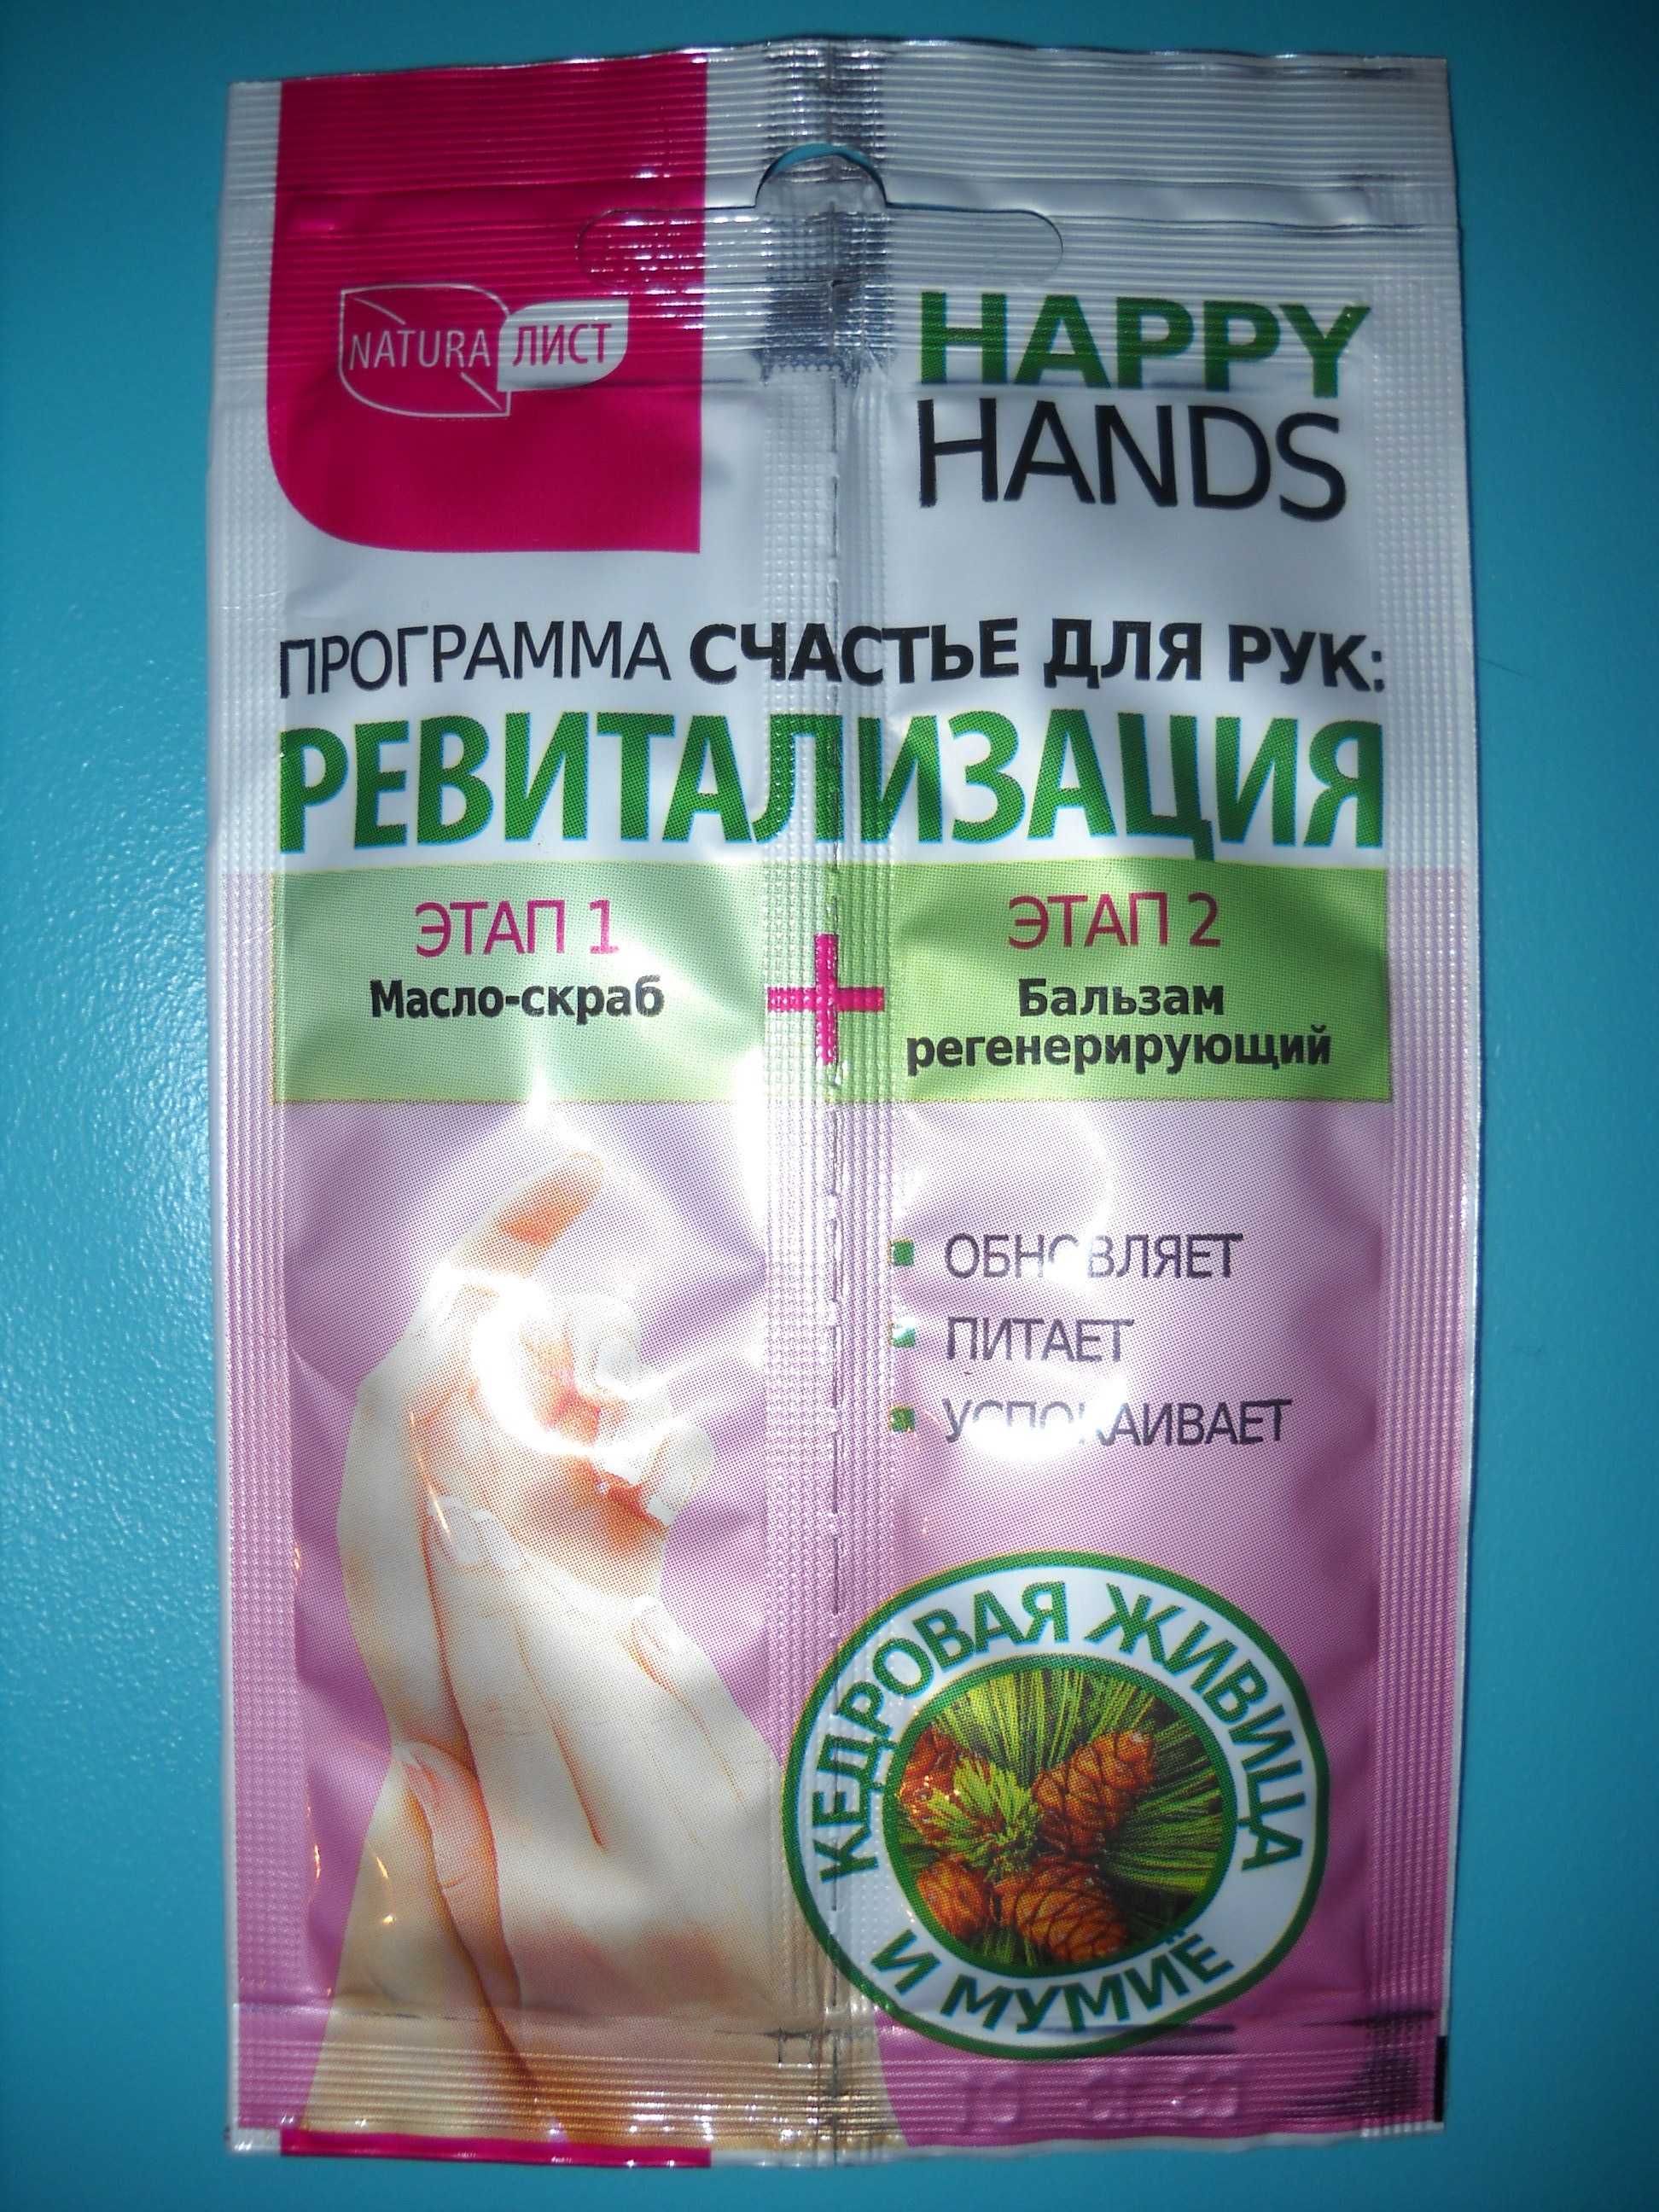 NATURA ЛИСТ
HAPPY
HANDS
ПРОГРАММА СЧАСТЬЕ ДЛЯ РУК:
РЕВИТАЛИЗАЦИЯ
ЭТАП 1
Масло-скраб
+
ЭТАП 2
Бальзам
регенерирующий
ОБНОВЛЯЕТ
ПИТАЕТ
УСПОКАИВАЕТ
КЕДРОВАЯ ЖИВИЦА
И МУМИЁ